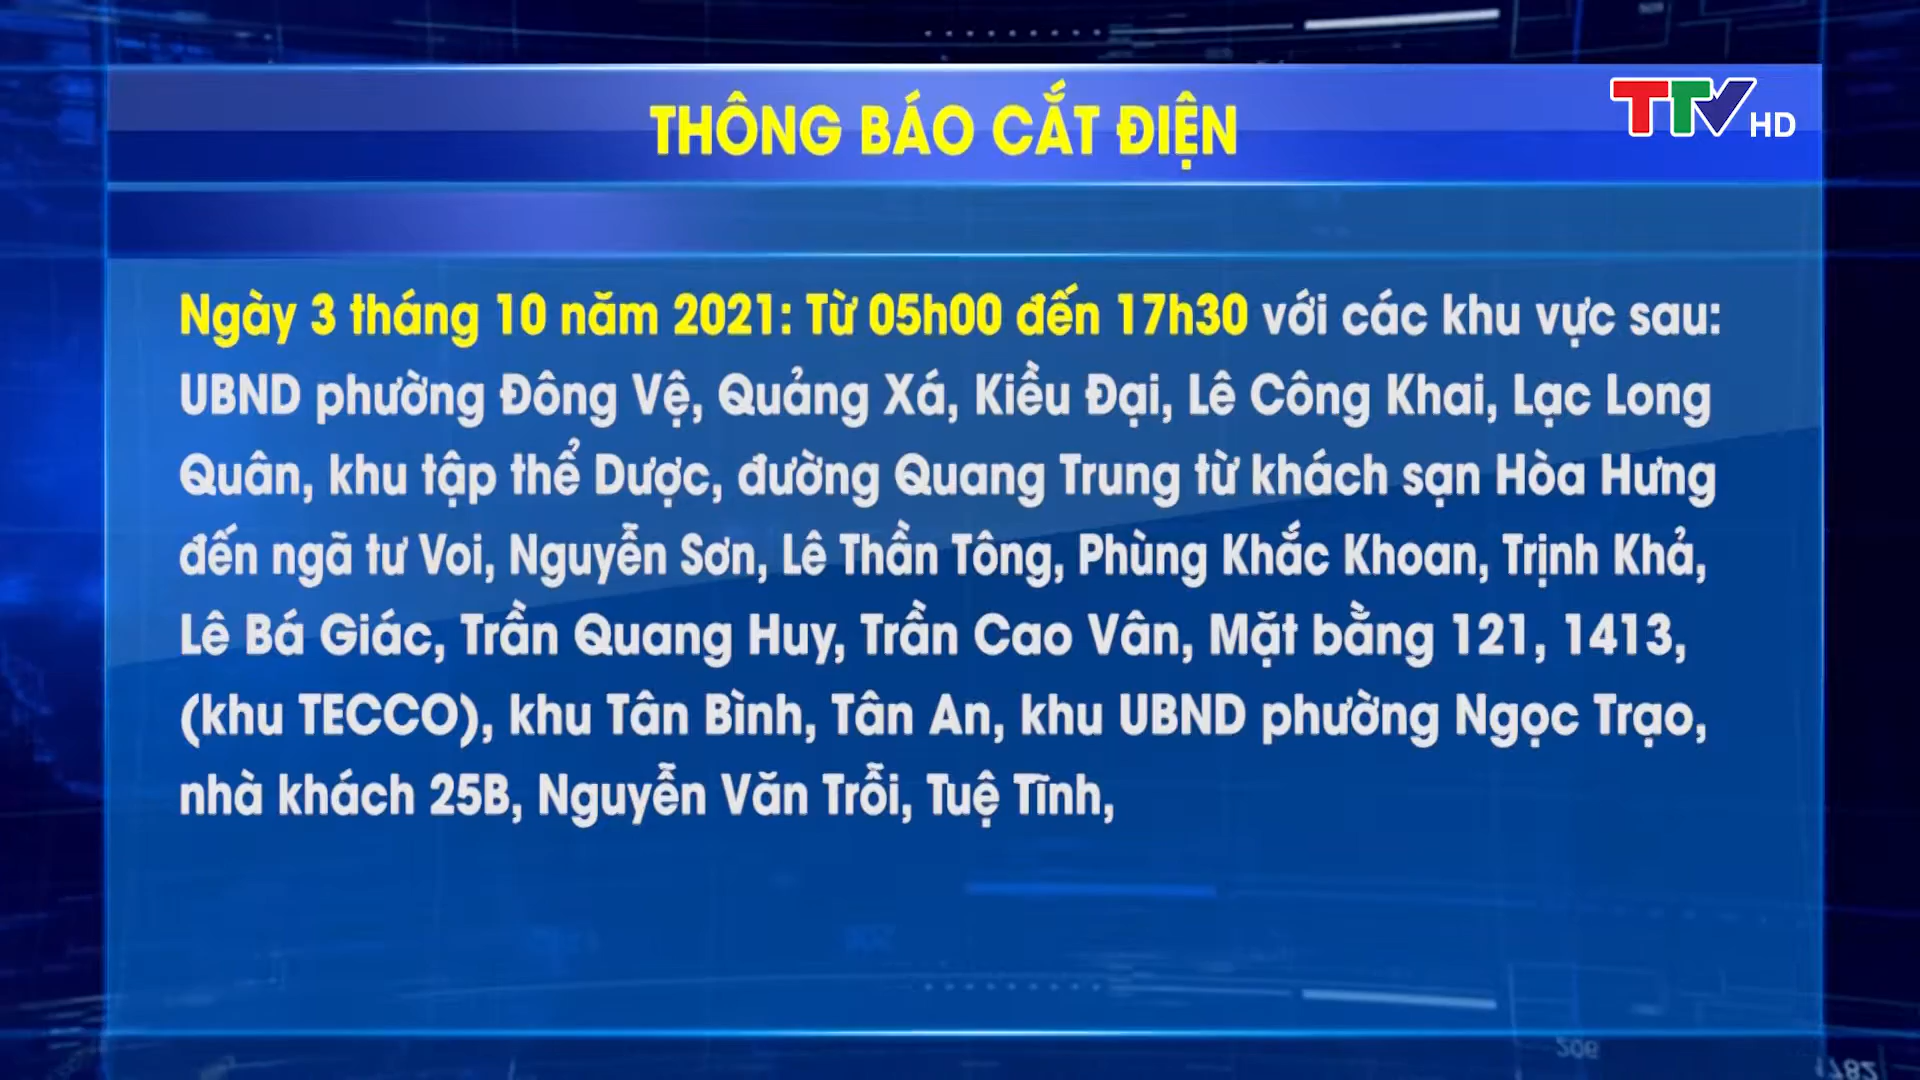 THÔNG BÁO CẮT ĐIỆN
TTV HD
Ngày 3 tháng 10 năm 2021: Từ 05h00 đến 17h30 với các khu vực sau:
UBND phường Đông Vệ, Quảng Xá, Kiều Đại, Lê Công Khai, Lạc Long
Quân, khu tập thể Dược, đường Quang Trung từ khách sạn Hòa Hưng
đến ngã tư Voi, Nguyễn Sơn, Lê Thần Tông, Phùng Khắc Khoan, Trịnh Khả,
Lê Bá Giác, Trần Quang Huy, Trần Cao Vân, Mặt bằng 121, 1413,
(khu TECCO), khu Tân Bình, Tân An, khu UBND phường Ngọc Trạo,
nhà khách 25B, Nguyễn Văn Trỗi, Tuệ Tĩnh,